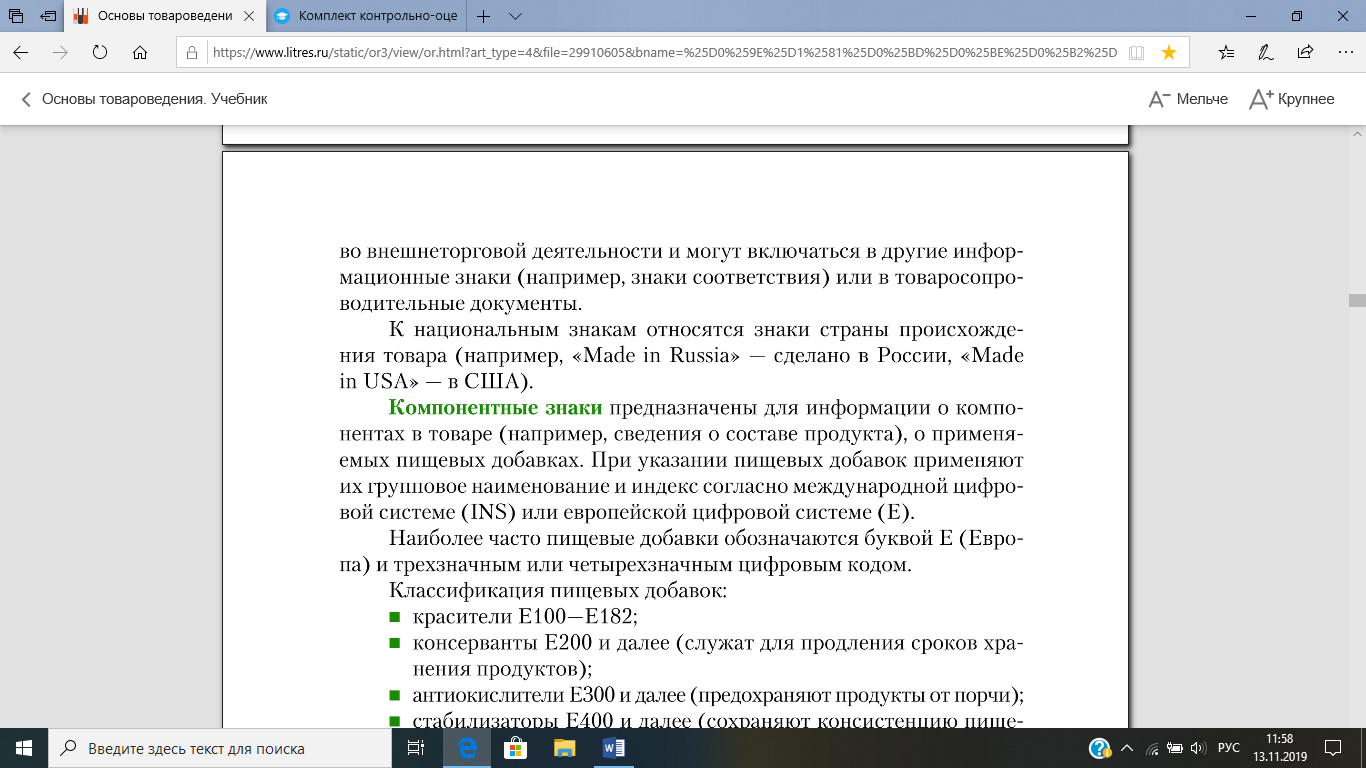 Основы товароведени
Комплект контрольно-оце
https://www.litres.ru/static/or3/view/or.html?art_type=4&file=29910605&bname=%25D0%259E%25D1%2581%25D0%25BD%25D0%25BE%25D0%25B2%25D
Основы товароведения. Учебник
A− Мельче
A+ Крупнее
во внешнеторговой деятельности и могут включаться в другие инфор-
мационные знаки (например, знаки соответствия) или в товаросопро-
водительные документы.
К национальным знакам относятся знаки страны происхожде-
ния товара (например, «Made in Russia» — сделано в России, «Made
in USA» — в США).
Компонентные знаки предназначены для информации о компо-
нентах в товаре (например, сведения о составе продукта), о применя-
емых пищевых добавках. При указании пищевых добавок применяют
их групповое наименование и индекс согласно международной цифро-
вой системе (INS) или европейской цифровой системе (Е).
Наиболее часто пищевые добавки обозначаются буквой Е (Евро-
па) и трехзначным или четырехзначным цифровым кодом.
Классификация пищевых добавок:
красители Е100—Е182;
консерванты Е200 и далее (служат для продления сроков хра-
нения продуктов);
антиокислители Е300 и далее (предохраняют продукты от порчи);
стабилизаторы Е400 и далее (сохраняют консистенцию пище-
Введите здесь текст для поиска
РУС
11:58
13.11.2019